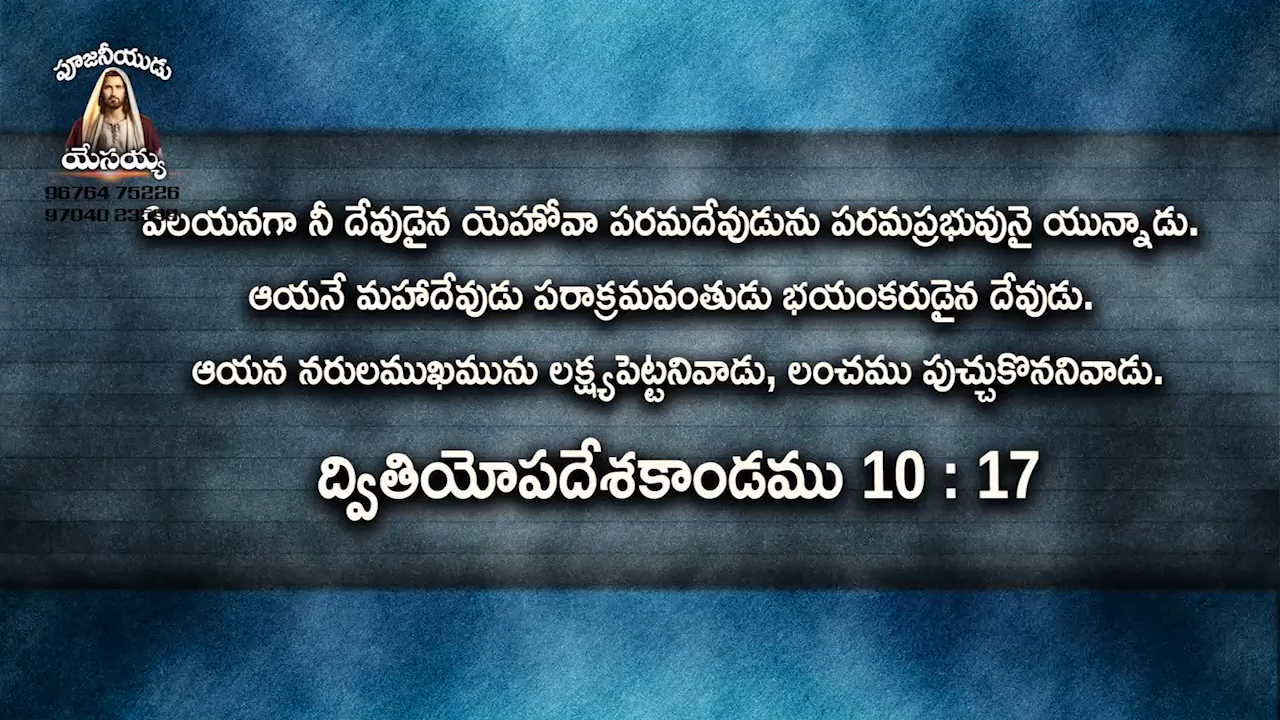 పూజనీయుడు
యేసయ్య
96764 75226
97040
ఏలయనగా నీ దేవుడైన యెహోవా పరమదేవుడును పరమప్రభువునై యున్నాడు.
ఆయనే మహాదేవుడు పరాక్రమవంతుడు భయంకరుడైన దేవుడు.
ఆయన నరులముఖమును లక్ష్యపెట్టనివాడు, లంచము పుచ్చుకొననివాడు.
ద్వితియోపదేశకాండము 10 : 17